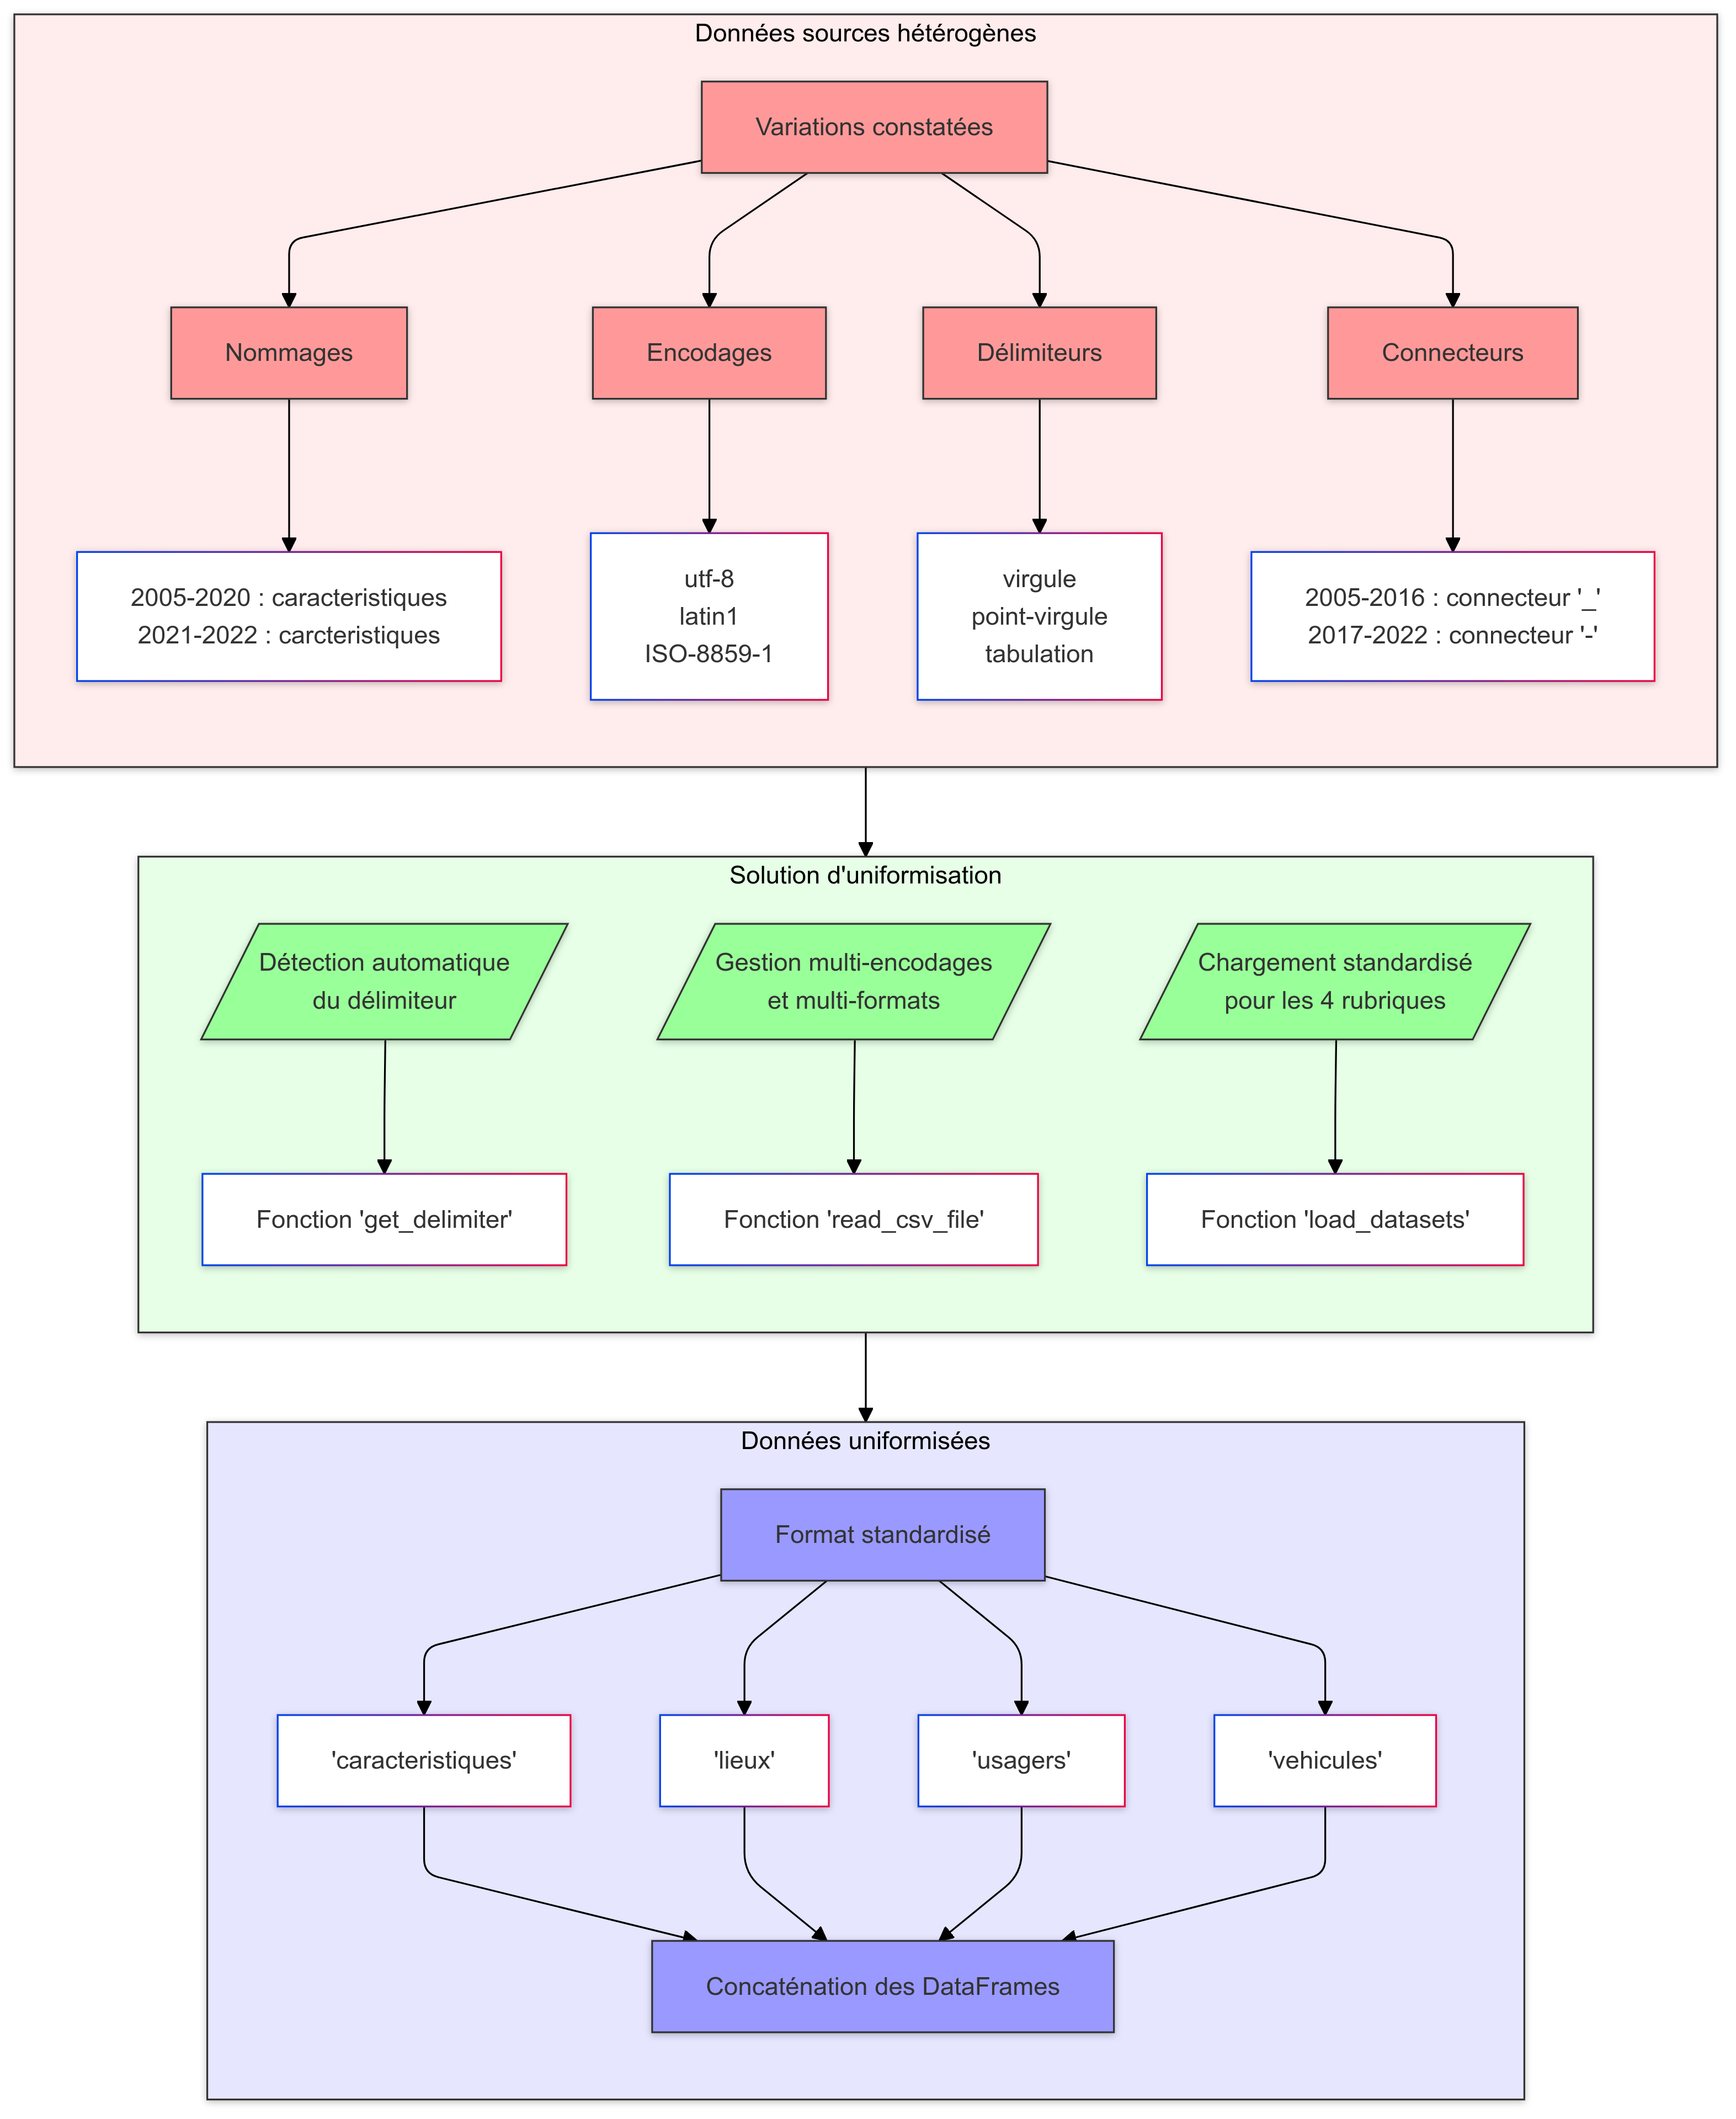 Données sources hétérogènes
Variations constatées
Nommages
Encodages
Délimiteurs
Connecteurs
2005-2020 : caracteristiques
2021-2022 : carcteristiques
utf-8
latin1
ISO-8859-1
virgule
point-virgule
tabulation
2005-2016 : connecteur '_'
2017-2022 : connecteur '-'
Solution d'uniformisation
Détection automatique
du délimiteur
Gestion multi-encodages
et multi-formats
Chargement standardisé
pour les 4 rubriques
Fonction 'get_delimiter'
Fonction 'read_csv_file'
Fonction 'load_datasets'
Données uniformisées
Format standardisé
'caracteristiques'
'lieux'
'usagers'
'vehicules'
Concaténation des DataFrames